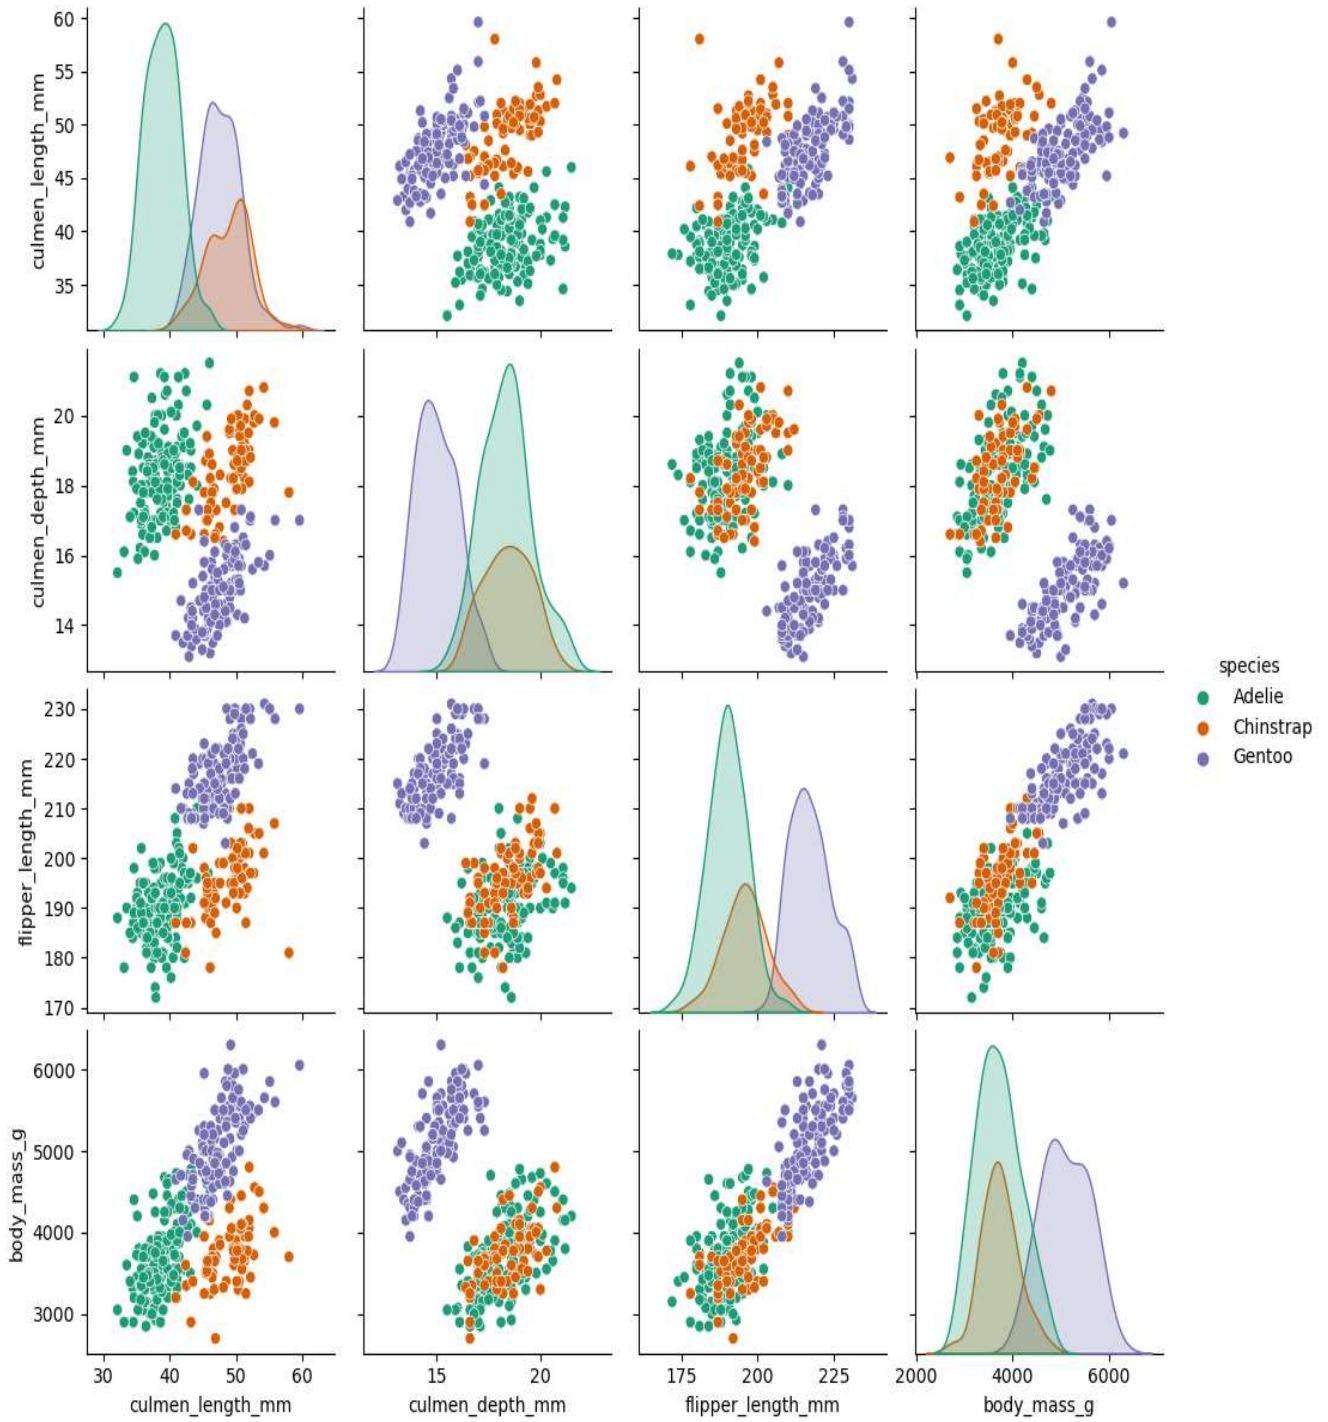 60
55
50
45
40
35
culmen_length_mm
20
18
16
14
culmen_depth_mm
species
Adelie
Chinstrap
Gentoo
230
220
210
200
190
180
170
flipper_length_mm
6000
5000
4000
3000
body_mass_g
30 40 50 60
15 20
175 200 225
2000 4000 6000
culmen_length_mm
culmen_depth_mm
flipper_length_mm
body_mass_g